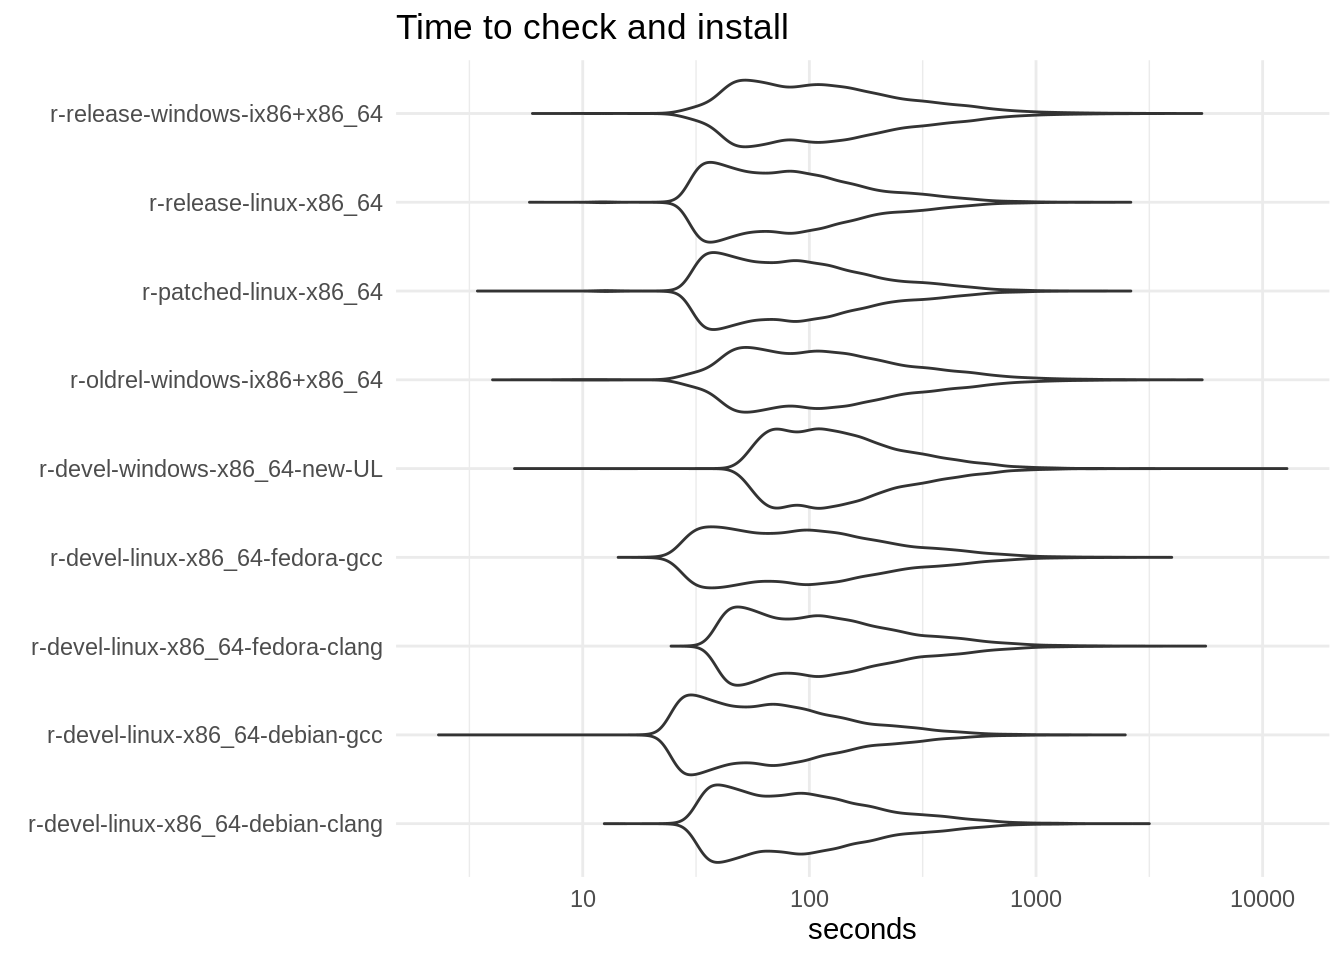 Time to check and install
r-release-windows-ix86+x86_64
r-release-linux-x86_64
r-patched-linux-x86_64
r-oldrel-windows-ix86+x86_64
r-devel-windows-x86_64-new-UL
r-devel-linux-x86_64-fedora-gcc
r-devel-linux-x86_64-fedora-clang
r-devel-linux-x86_64-debian-gcc
r-devel-linux-x86_64-debian-clang
10 100 1000 10000
seconds